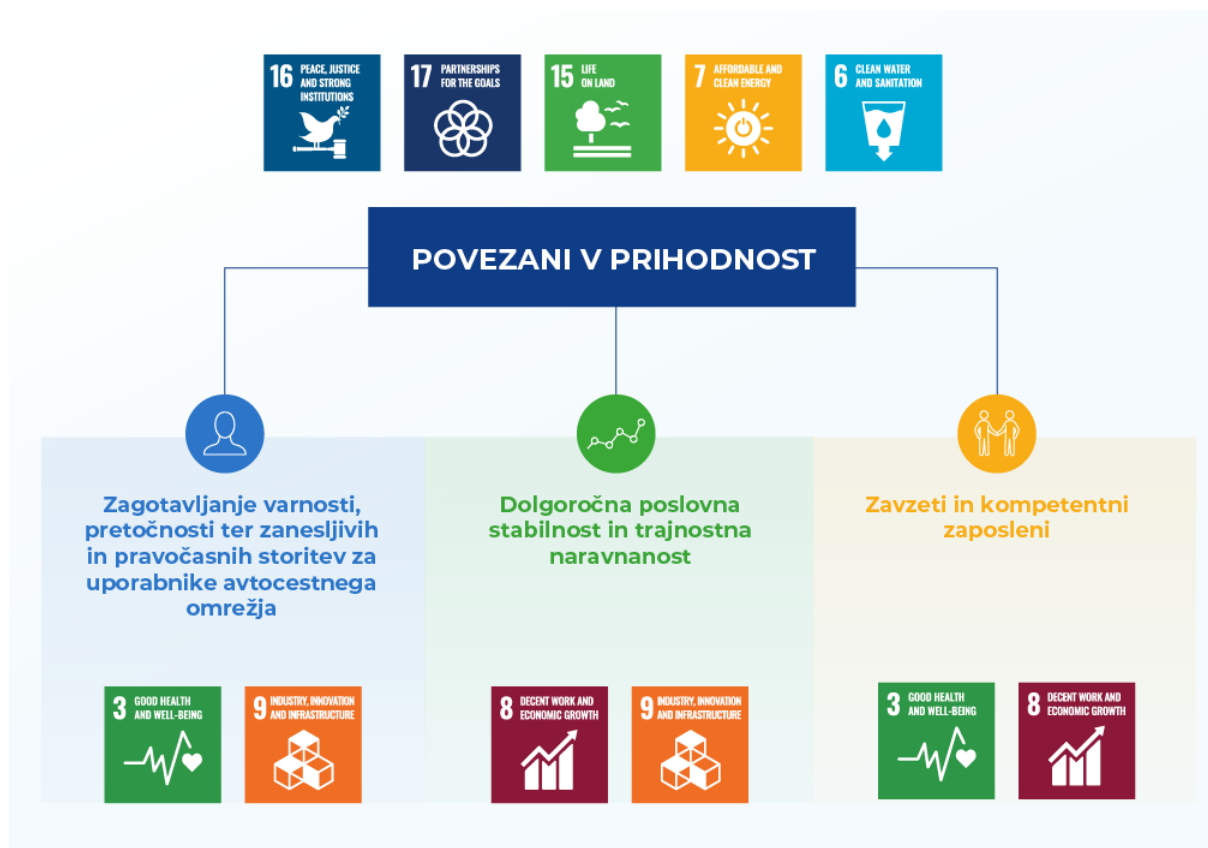 16 PEACE, JUSTICE
AND STRONG
INSTITUTIONS
17 PARTNERSHIPS
FOR THE GOALS
15 LIFE
ON LAND
7 AFFORDABLE AND
CLEAN ENERGY
6 CLEAN WATER
AND SANITATION
POVEZANI V PRIHODNOST
Zagotavljanje varnosti,
pretočnosti ter zanesljivih
in pravočasnih storitev za
uporabnike avtocestnega
omrežja
Dolgoročna poslovna
stabilnost in trajnostna
naravnanost
Zavzeti in kompetentni
zaposleni
3 GOOD HEALTH
AND WELL-BEING
9 INDUSTRY, INNOVATION
AND INFRASTRUCTURE
8 DECENT WORK AND
ECONOMIC GROWTH
9 INDUSTRY, INNOVATION
AND INFRASTRUCTURE
3 GOOD HEALTH
AND WELL-BEING
8 DECENT WORK AND
ECONOMIC GROWTH